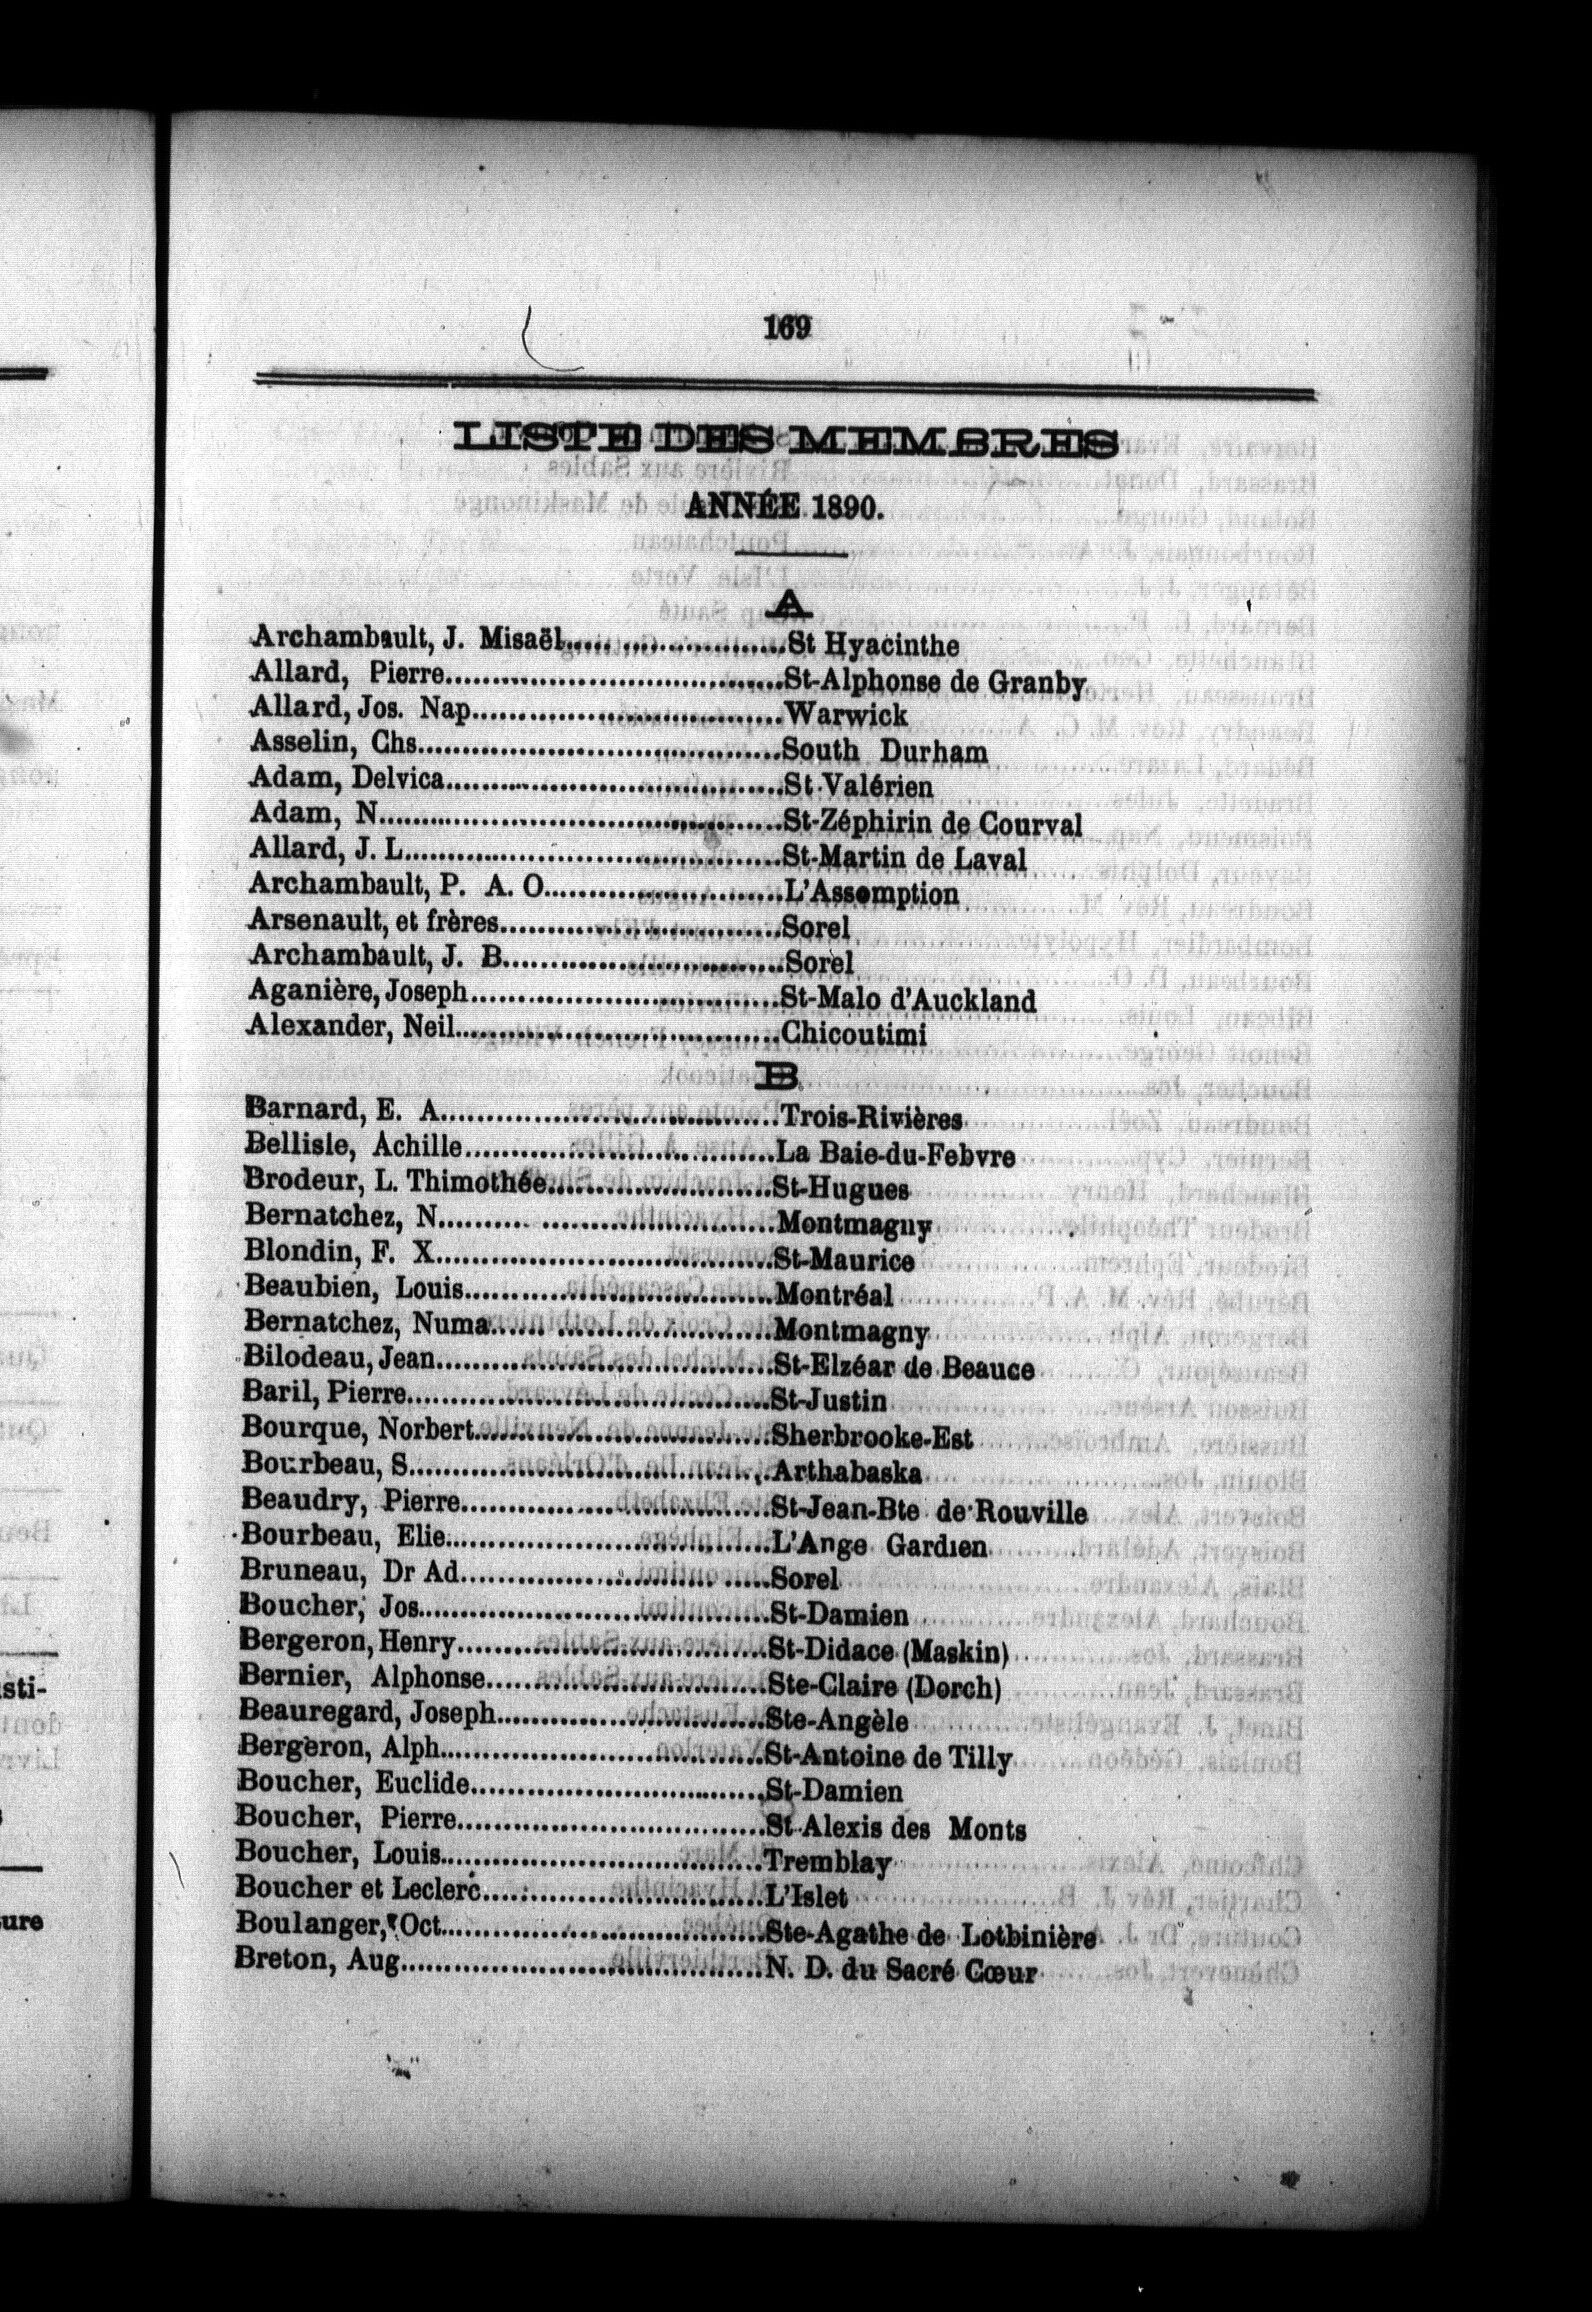 169
LISTE DES MEMBRES
ANNÉE 1890.
A
Archambault, J. Misaël........................St Hyacinthe
Allard, Pierre....................................St-Alphonse de Granby
Allard, Jos. Nap.................................Warwick
Asselin, Chs.......................................South Durham
Adam, Delvica....................................St-Valérien
Adam, N...........................................St-Zéphirin de Courval
Allard, J. L........................................St-Martin de Laval
Archambault, P. A. O..........................L'Assomption
Arsenault, et frères..............................Sorel
Archambault, J. B..............................Sorel
Aganière, Joseph.................................St-Malo d'Auckland
Alexander, Neil...................................Chicoutimi
B
Barnard, E. A....................................Trois-Rivières
Bellisle, Achille.................................La Baie-du-Febvre
Brodeur, L. Thimothée........................St-Hugues
Bernatchez, N....................................Montmagny
Blondin, F. X....................................St-Maurice
Beaubien, Louis.................................Montréal
Bernatchez, Numa..............................Montmagny
Bilodeau, Jean....................................St-Elzéar de Beauce
Baril, Pierre.......................................St-Justin
Bourque, Norbert................................Sherbrooke-Est
Bourbeau, S.......................................Arthabaska
Beaudry, Pierre.................................St-Jean-Bte de Rouville
Bourbeau, Elie...................................L'Ange Gardien
Bruneau, Dr Ad.................................Sorel
Boucher, Jos......................................St-Damien
Bergeron, Henry.................................St-Didace (Maskin)
Bernier, Alphonse..............................Ste-Claire (Dorch)
Beauregard, Joseph.............................Ste-Angèle
Bergeron, Alph...................................St-Antoine de Tilly
Boucher, Euclide................................St-Damien
Boucher, Pierre..................................St Alexis des Monts
Boucher, Louis...................................Tremblay
Boucher et Leclerc..............................L'Islet
Boulanger, Oct...................................Ste-Agathe de Lotbinière
Breton, Aug.......................................N. D. du Sacré Cœur